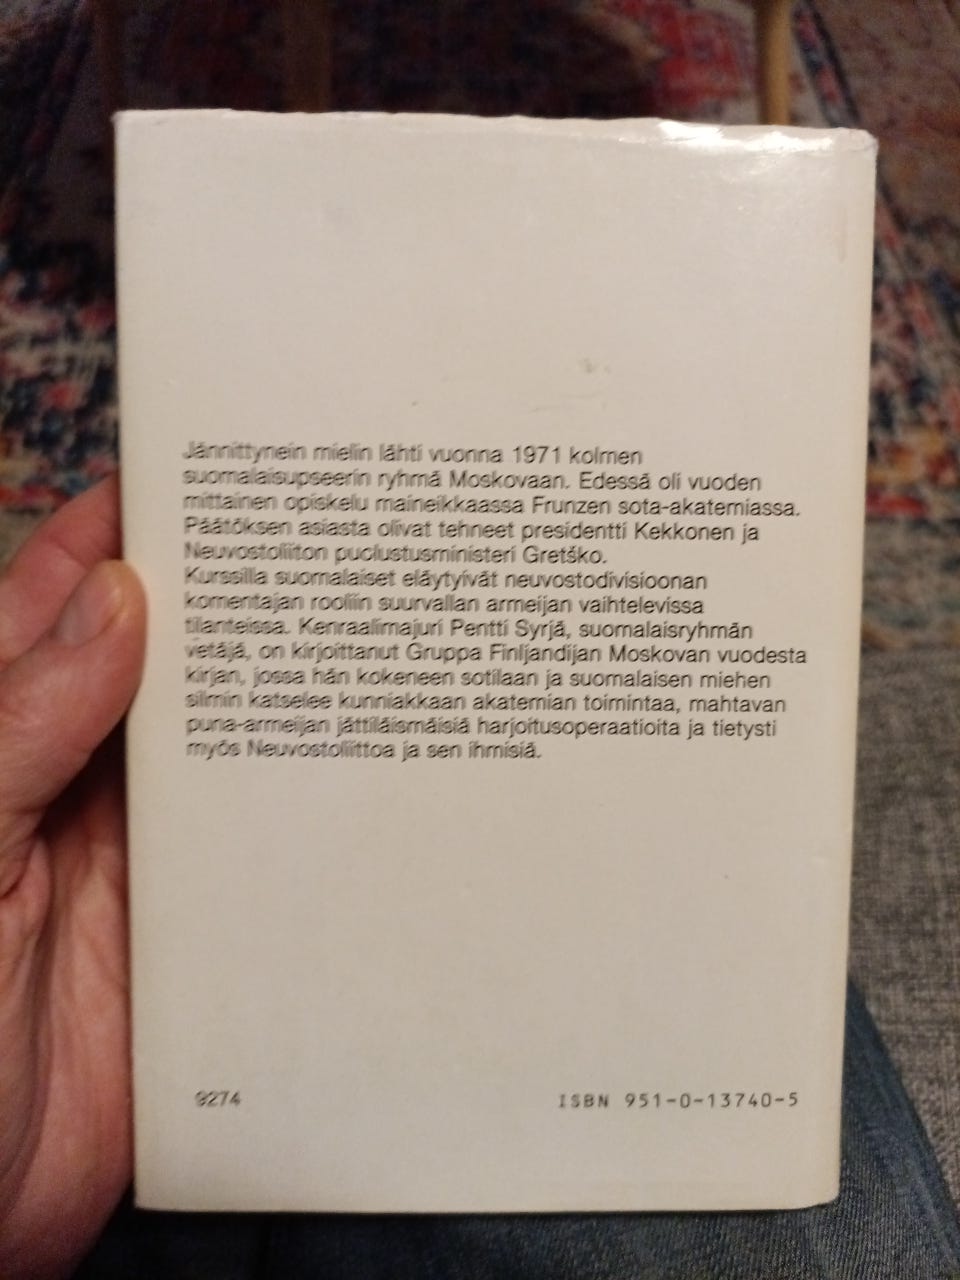 Jännittynein mielin lähti vuonna 1971 kolmen
suomalaisupseerin ryhmä Moskovaan. Edessä oli vuoden
mittainen opiskelu maineikkaassa Frunzen sota-akatemiassa.
Päätöksen asiasta olivat tehneet presidentti Kekkonen ja
Neuvostoliiton puolustusministeri Gretško.
Kurssilla suomalaiset eläytyivät neuvostodivisioonan
komentajan rooliin suurvallan armeijan vaihtelevissa
tilanteissa. Kenraalimajuri Pentti Syrjä, suomalaisryhmän
vetäjä, on kirjoittanut Gruppa Finljandijan Moskovan vuodesta
kirjan, jossa hän kokeneen sotilaan ja suomalaisen miehen
silmin katselee kunniakkaan akatemian toimintaa, mahtavan
puna-armeijan jättiläismäisiä harjoitusoperaatioita ja tietysti
myös Neuvostoliittoa ja sen ihmisiä.
9274
ISBN 951-0-13740-5